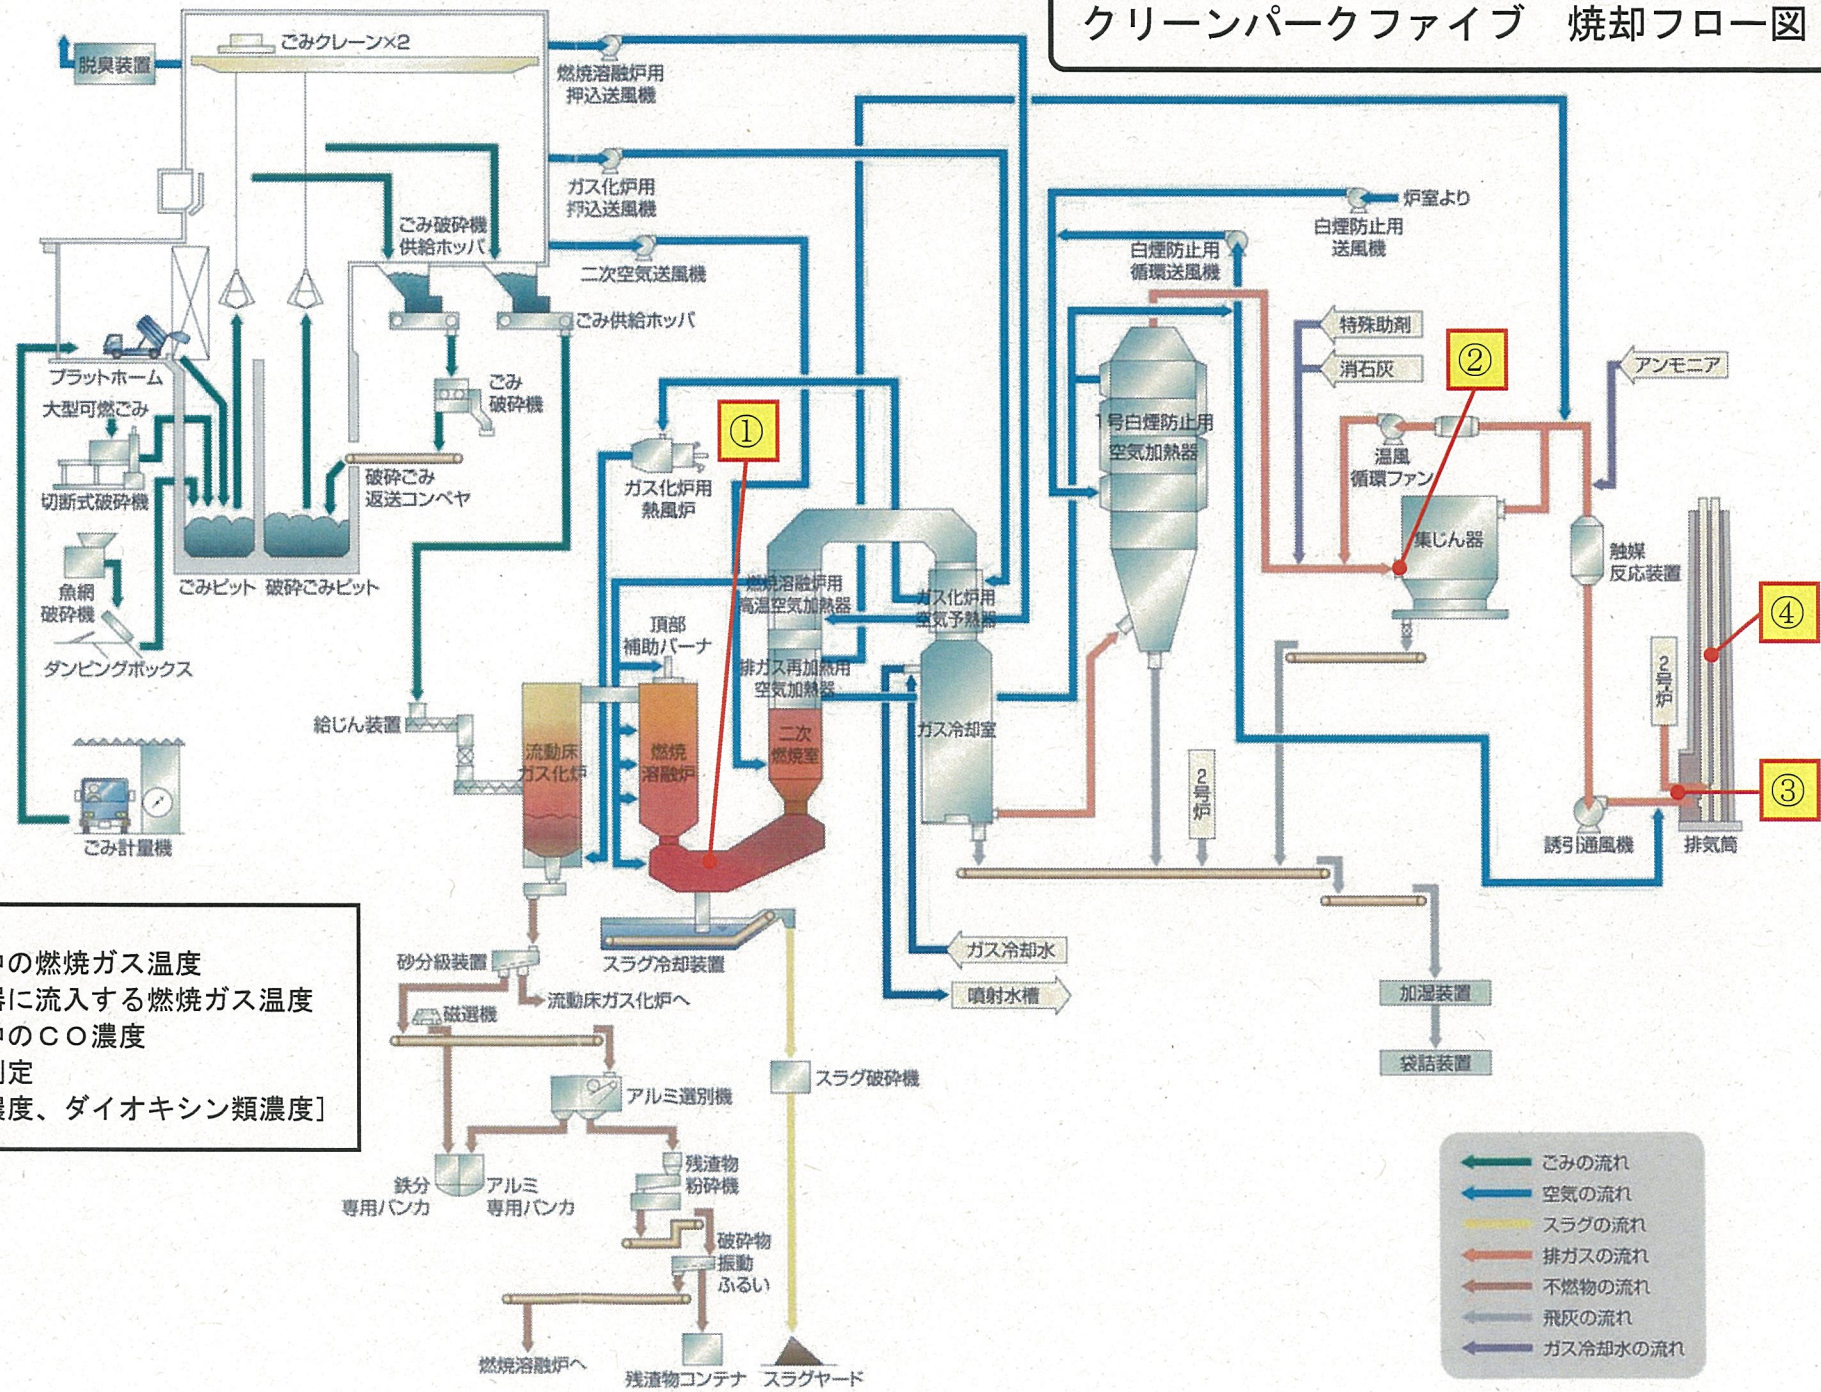 クリーンパークファイブ　焼却フロー図
脱臭装置
ごみクレーン×2
燃焼溶融炉用
押込送風機
ガス化炉用
押込送風機
二次空気送風機
ごみ破砕機
供給ホッパ
ごみ供給ホッパ
ごみ
破砕機
破砕ごみ
返送コンベヤ
プラットホーム
大型可燃ごみ
切断式破砕機
魚網
破砕機
ダンピングボックス
ごみピット
破砕ごみピット
ごみ計量機
給じん装置
炉室より
白煙防止用
送風機
白煙防止用
循環送風機
特殊助剤
消石灰
②
アンモニア
1号白煙防止用
空気加熱器
温風
循環ファン
集じん器
触媒
反応装置
①
ガス化炉用
熱風炉
燃焼溶融炉用
高温空気加熱器
ガス化炉用
空気予熱器
頂部
補助バーナ
排ガス再加熱用
空気加熱器
流動床
ガス化炉
燃焼
溶融炉
二次
燃焼室
ガス冷却室
2号炉
2号炉
④
③
誘引通風機
排気筒
スラグ冷却装置
ガス冷却水
噴射水槽
砂分級装置
流動床ガス化炉へ
磁選機
アルミ選別機
スラグ破砕機
加湿装置
袋詰装置
鉄分
専用バンカ
アルミ
専用バンカ
残渣物
粉砕機
破砕物
振動
ふるい
燃焼溶融炉へ
残渣物コンテナ
スラグヤード
の燃焼ガス温度
器に流入する燃焼ガス温度
のＣＯ濃度
定
濃度、ダイオキシン類濃度］
ごみの流れ
空気の流れ
スラグの流れ
排ガスの流れ
不燃物の流れ
飛灰の流れ
ガス冷却水の流れ